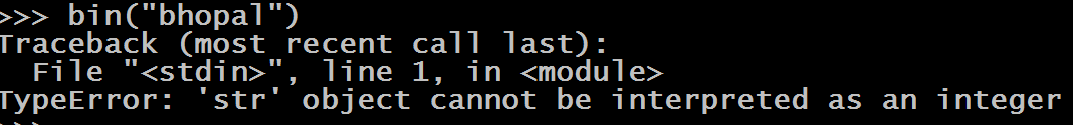 >>> bin("bhopal")
Traceback (most recent call last):
  File "<stdin>", line 1, in <module>
TypeError: 'str' object cannot be interpreted as an integer
>>>